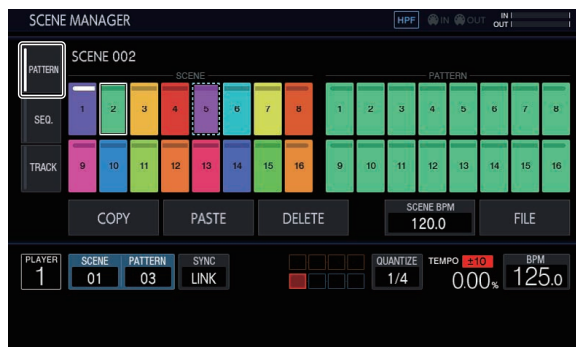 SCENE MANAGER
HPF IN OUT IN OUT
PATTERN
SCENE 002
SCENE PATTERN
1 2 3 4 5 6 7 8 1 2 3 4 5 6 7 8
SEQ.
TRACK
9 10 11 12 13 14 15 16 9 10 11 12 13 14 15 16
COPY PASTE DELETE SCENE BPM 120.0 FILE
PLAYER SCENE PATTERN SYNC QUANTIZE TEMPO ±10 BPM
1 01 03 LINK 1/4 0.00% 125.0